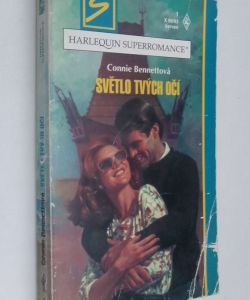 S
HARLEQUIN SUPERROMANCE®
Connie Bennettová
SVĚTLO TVÝCH OČÍ